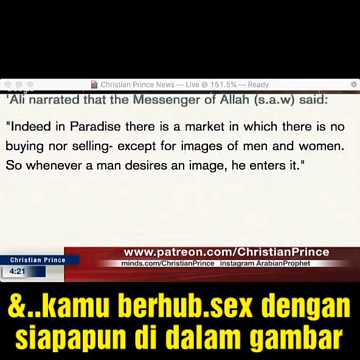 Christian Prince News — Live @ 151.5% — Ready
'Ali narrated that the Messenger of Allah (s.a.w) said:
"Indeed in Paradise there is a market in which there is no
buying nor selling- except for images of men and women.
So whenever a man desires an image, he enters it."
www.patreon.com/ChristianPrince
Christian Prince
minds.com/ChristianPrince instagram ArabianProphet
4:21
&..kamu berhub.sex dengan
siapapun di dalam gambar